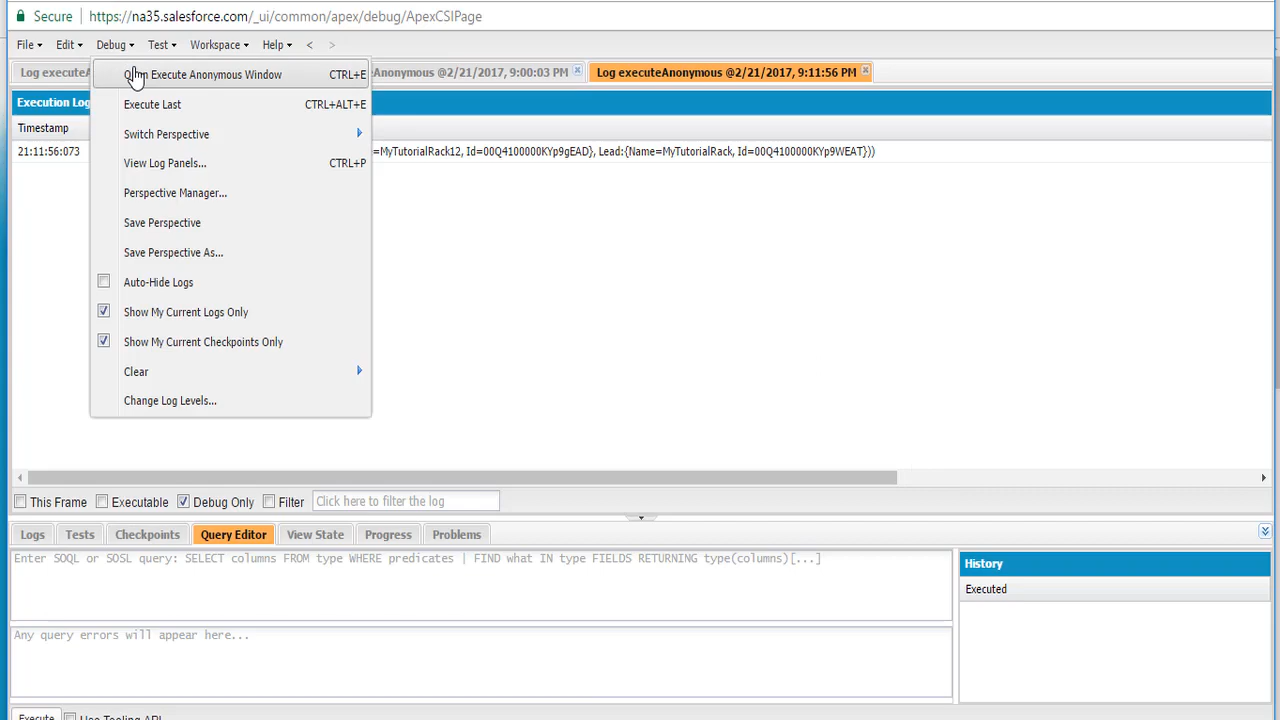 Secure https://na35.salesforce.com/_ui/common/apex/debug/ApexCSIPage
File Edit Debug Test Workspace Help < >
Log executeA Anonymous @2/21/2017, 9:00:03 PM Log executeAnonymous @2/21/2017, 9:11:56 PM
Execution Log
Timestamp
21:11:56:073 =MyTutorialRack12, Id=00Q4100000KYp9gEAD}, Lead:{Name=MyTutorialRack, Id=00Q4100000KYp9WEAT}))
Execute Anonymous Window CTRL+E
Execute Last CTRL+ALT+E
Switch Perspective
View Log Panels... CTRL+P
Perspective Manager...
Save Perspective
Save Perspective As...
Auto-Hide Logs
Show My Current Logs Only
Show My Current Checkpoints Only
Clear
Change Log Levels...
This Frame Executable Debug Only Filter Click here to filter the log
Logs Tests Checkpoints Query Editor View State Progress Problems
Enter SOQL or SOSL query: SELECT columns FROM type WHERE predicates | FIND what IN type FIELDS RETURNING type(columns)[...]
History
Executed
Any query errors will appear here...
Execute Use Tooling API